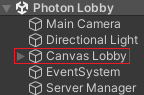 Photon Lobby
Main Camera
Directional Light
Canvas Lobby
EventSystem
Server Manager